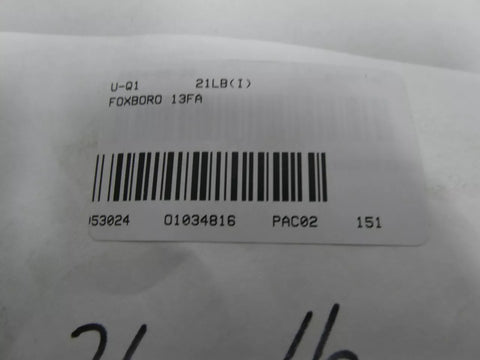 U-Q1 21LB(I)
FOXBORO 13FA
53024 01034816 PAC02 151